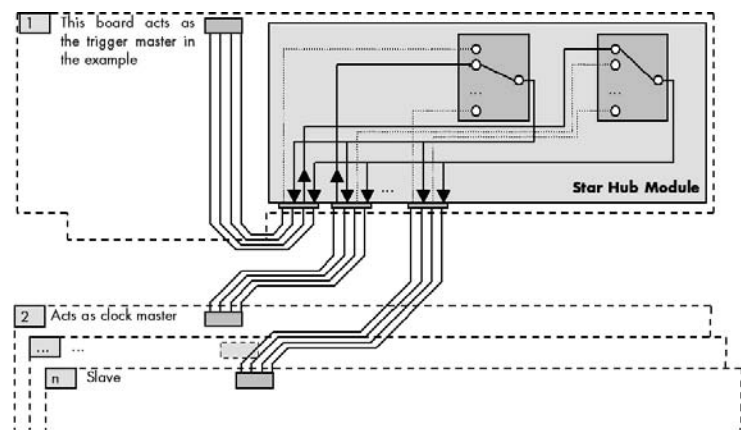 1 This board acts as
the trigger master in
the example
...
...
...
Star Hub Module
2 Acts as clock master
... ...
n Slave